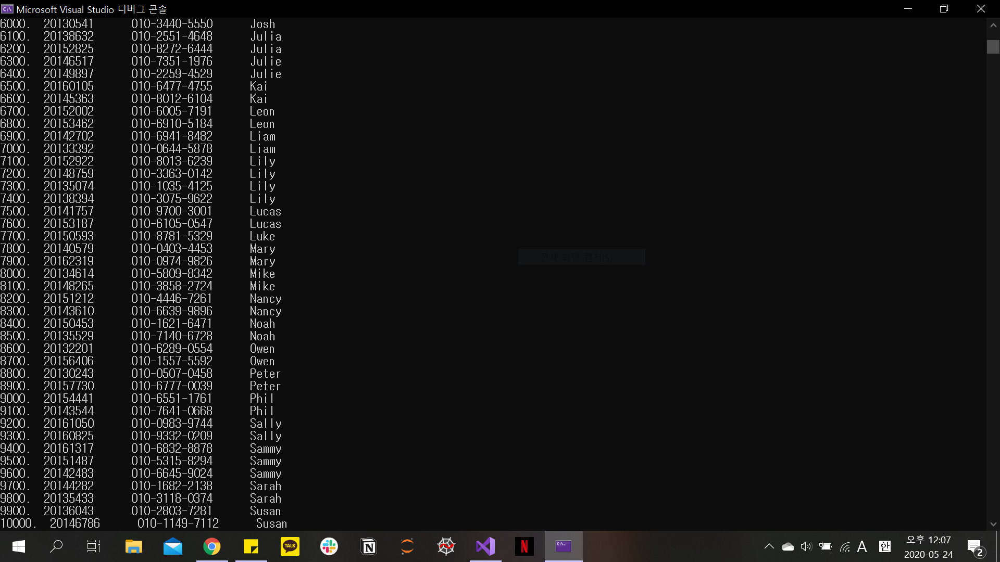 Microsoft Visual Studio 디버그 콘솔
6000. 20130541 010-3440-5550 Josh
6100. 20138632 010-2551-4648 Julia
6200. 20152825 010-8272-6444 Julia
6300. 20146517 010-7351-1976 Julie
6400. 20149897 010-2259-4529 Julie
6500. 20160105 010-6477-4755 Kai
6600. 20145363 010-8012-6104 Kai
6700. 20152002 010-6005-7191 Leon
6800. 20153462 010-6910-5184 Leon
6900. 20142702 010-6941-8482 Liam
7000. 20133392 010-0644-5878 Liam
7100. 20152922 010-8013-6239 Lily
7200. 20148759 010-3363-0142 Lily
7300. 20135074 010-1035-4125 Lily
7400. 20138394 010-3075-9622 Lily
7500. 20141757 010-9700-3001 Lucas
7600. 20153187 010-6105-0547 Lucas
7700. 20150593 010-8781-5329 Luke
7800. 20140579 010-0403-4453 Mary
7900. 20162319 010-0974-9826 Mary
전체 화면 캡처(S)
8000. 20134614 010-5809-8342 Mike
8100. 20148265 010-3858-2724 Mike
8200. 20151212 010-4446-7261 Nancy
8300. 20143610 010-6639-9896 Nancy
8400. 20150453 010-1621-6471 Noah
8500. 20135529 010-7140-6728 Noah
8600. 20132201 010-6289-0554 Owen
8700. 20156406 010-1557-5592 Owen
8800. 20130243 010-0507-0458 Peter
8900. 20157730 010-6777-0039 Peter
9000. 20154441 010-6551-1761 Phil
9100. 20143544 010-7641-0668 Phil
9200. 20161050 010-0983-9744 Sally
9300. 20160825 010-9332-0209 Sally
9400. 20161317 010-6832-8878 Sammy
9500. 20151487 010-5315-8294 Sammy
9600. 20142483 010-6645-9024 Sammy
9700. 20144282 010-1682-2138 Sarah
9800. 20135433 010-3118-0374 Sarah
9900. 20136043 010-2803-7281 Susan
10000. 20146786 010-1149-7112 Susan
TALK
N
N
A 한 오후 12:07
2020-05-24
2